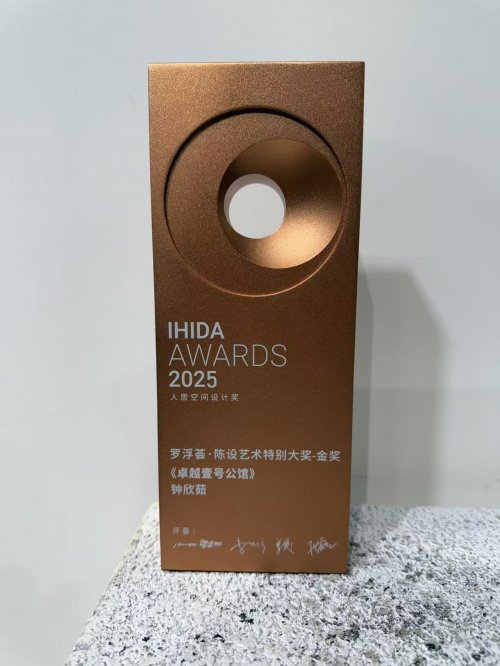 IHIDA
AWARDS
2025
人居空间设计奖
罗浮荟·陈设艺术特别大奖-金奖
《卓越壹号公馆》
钟欣茹
评委：